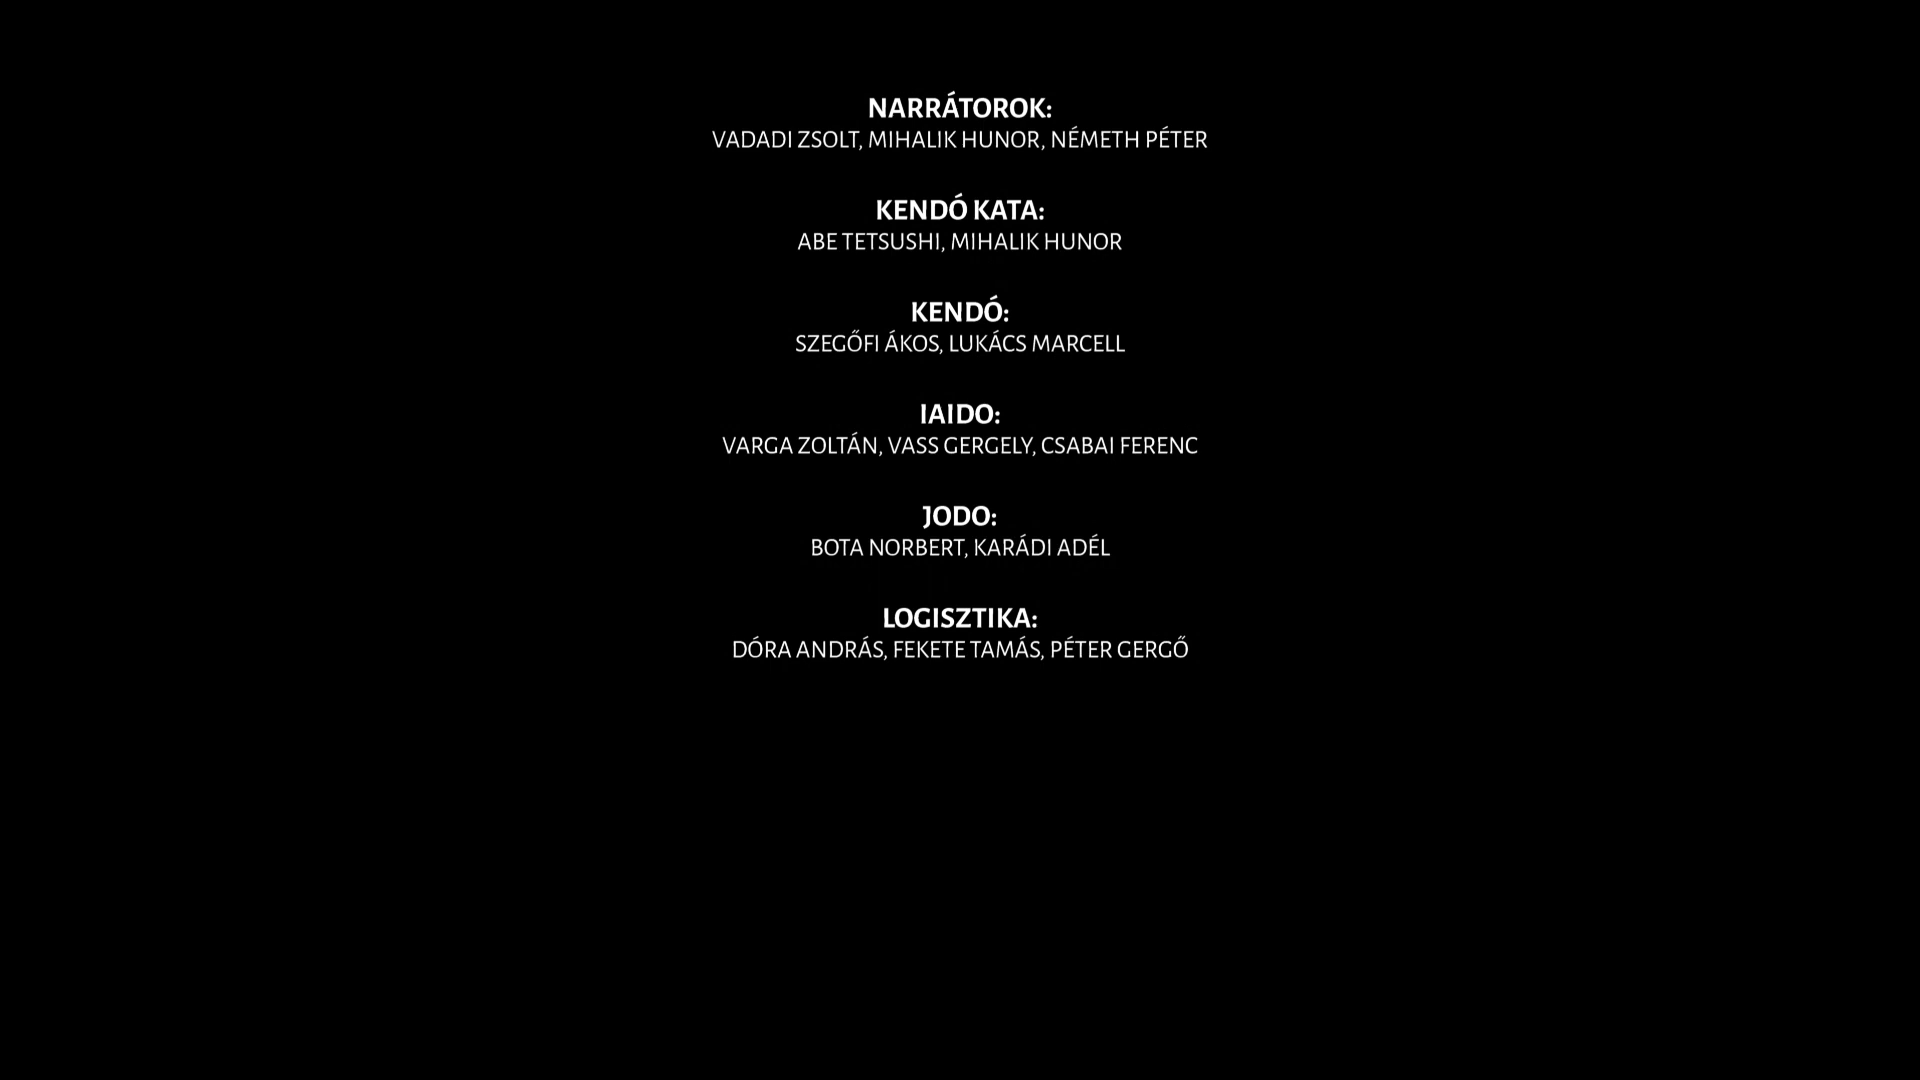 NARRÁTOROK:
VADADI ZSOLT, MIHALIK HUNOR, NÉMETH PÉTER
KENDÓ KATA:
ABE TETSUSHI, MIHALIK HUNOR
KENDÓ:
SZEGŐFI ÁKOS, LUKÁCS MARCELL
IAIDO:
VARGA ZOLTÁN, VASS GERGELY, CSABAI FERENC
JODO:
BOTA NORBERT, KARÁDI ADÉL
LOGISZTIKA:
DÓRA ANDRÁS, FEKETE TAMÁS, PÉTER GERGŐ